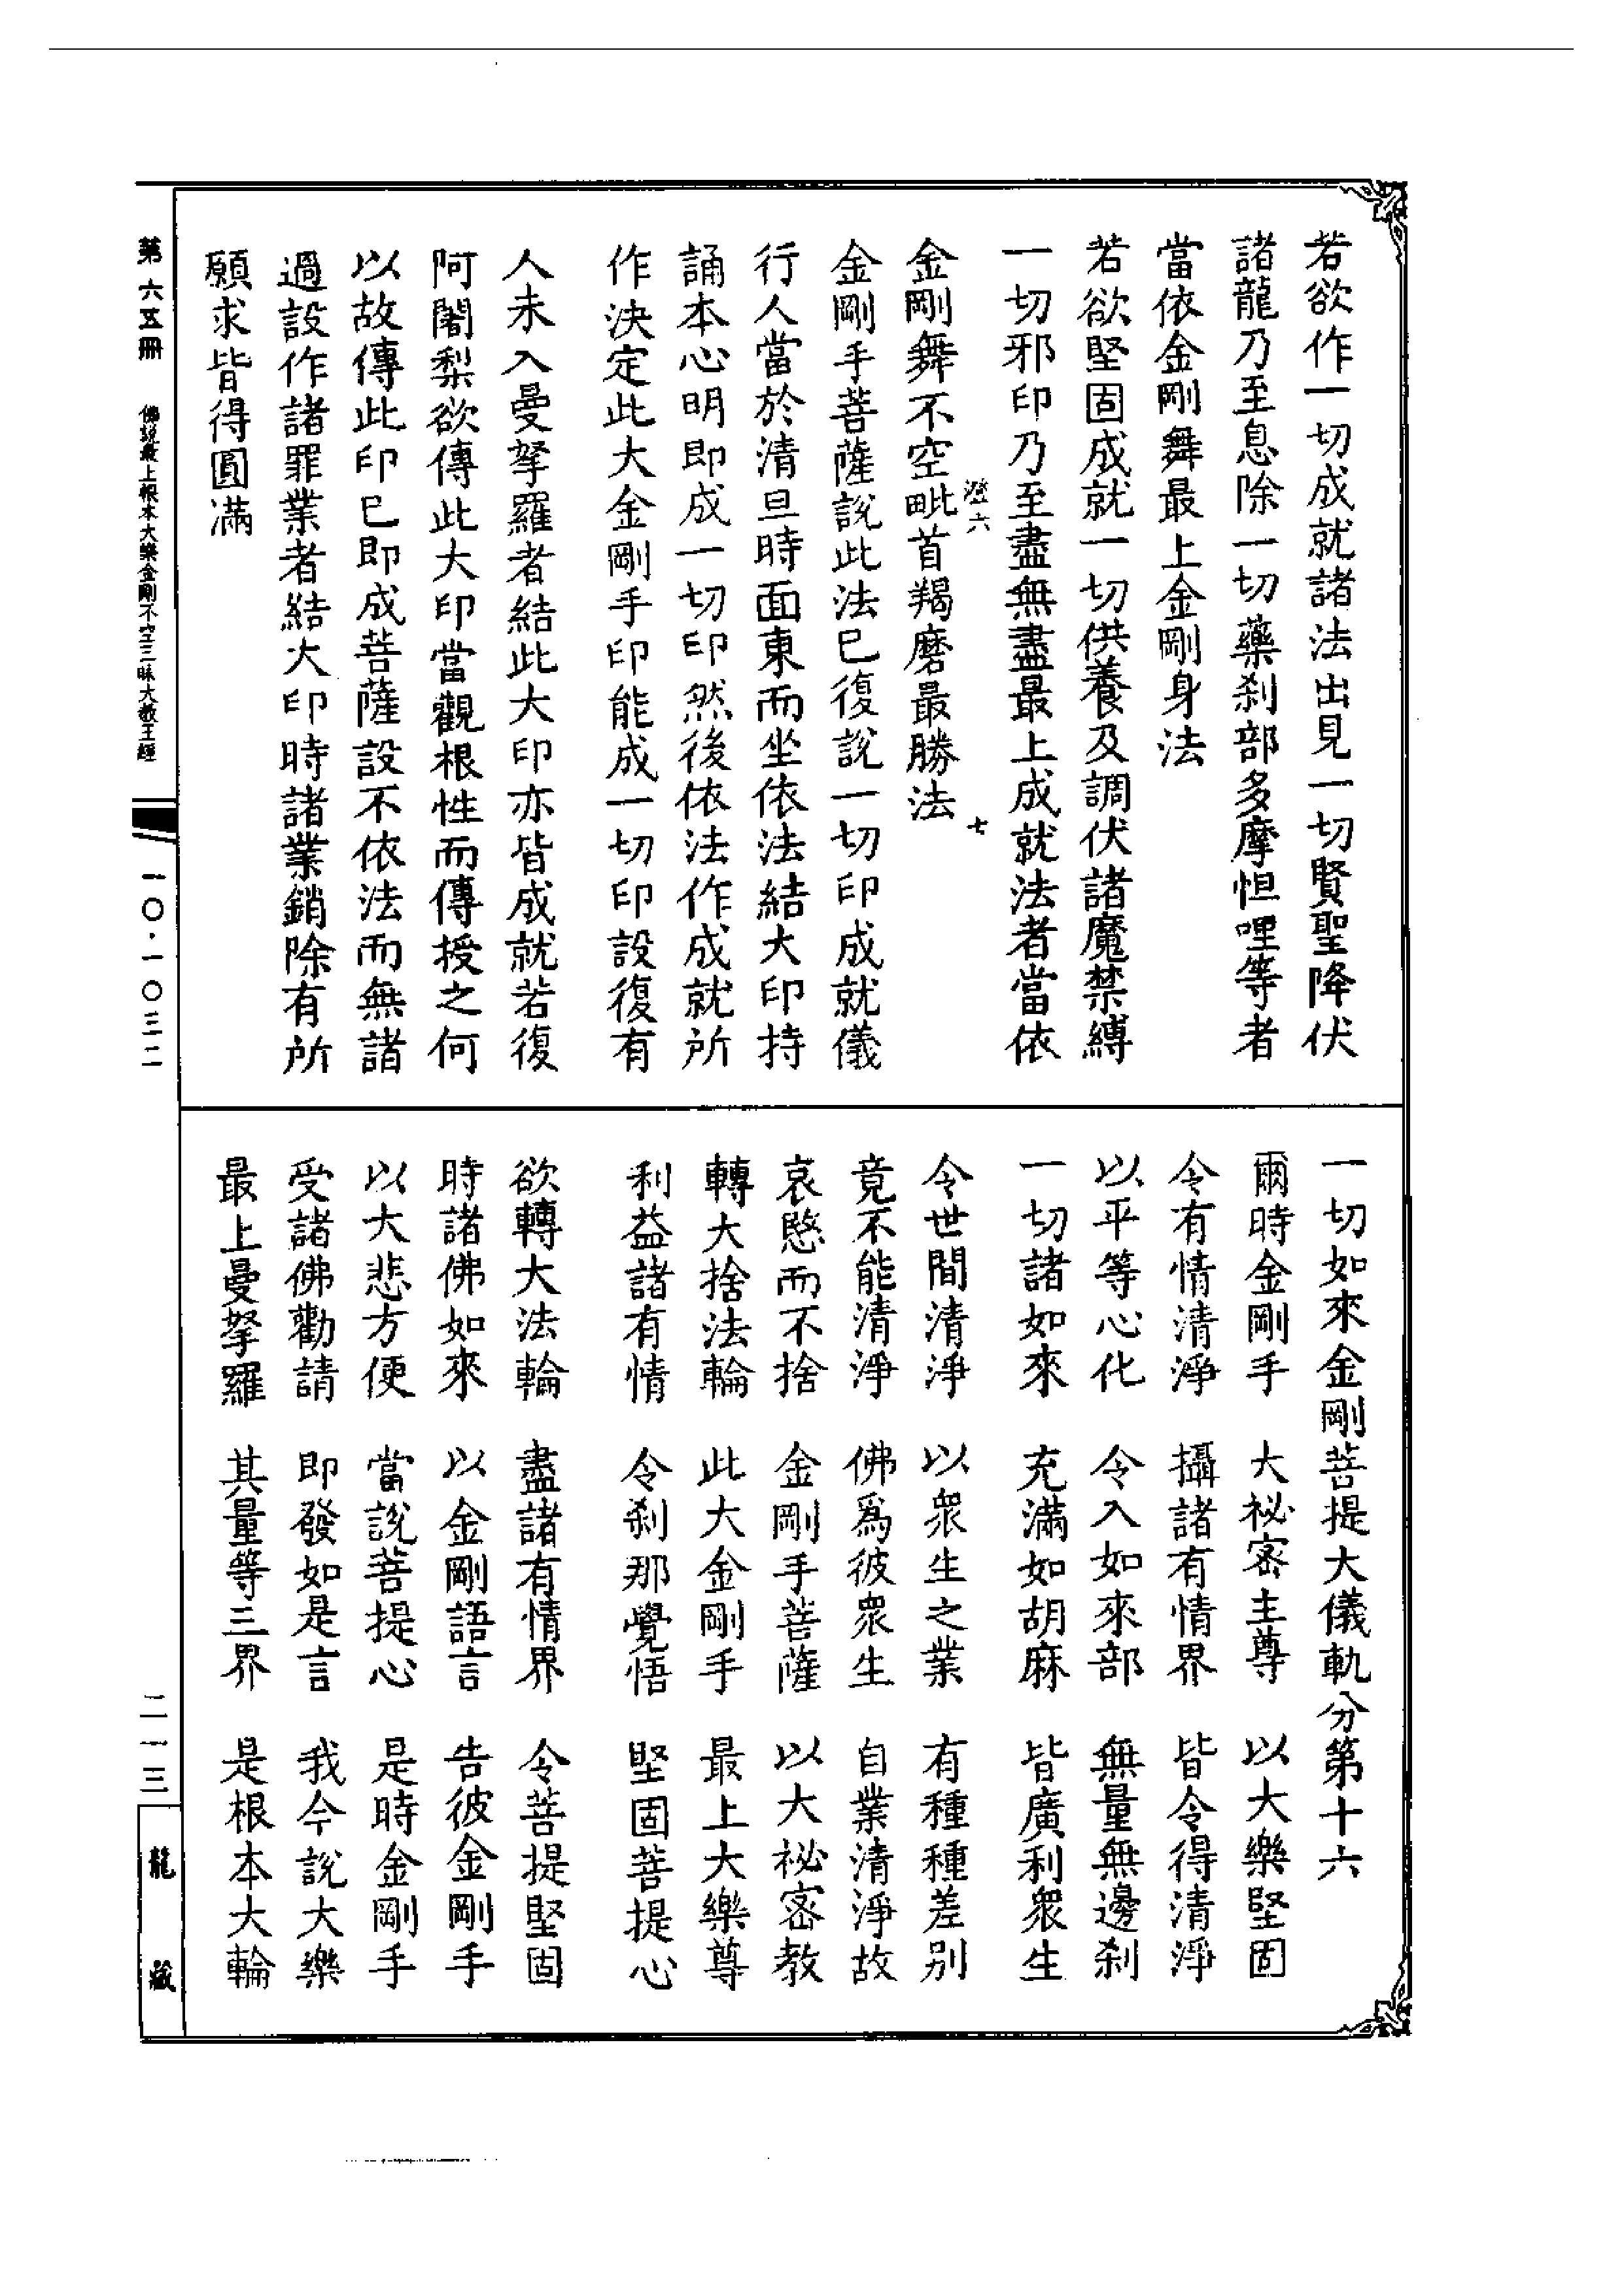 若欲作一切成就諸法出見一切賢聖降伏
諸龍乃至息除一切藥刹部多摩怛哩等者
當依金剛舞最上金剛身法
若欲堅固成就一切供養及調伏諸魔禁縛
一切邪印乃至盡無盡最上成就法者當依
澄六
七
金剛舞不空毗首羯磨最勝法
金剛手菩薩說此法已復說一切印成就儀
行人當於清旦時面東而坐依法結大印持
誦本心明即成一切印然後依法作成就所
作決定此大金剛手印能成一切印設復有
人未入曼拏羅者結此大印亦皆成就若復
阿闍梨欲傳此大印當觀根性而傳授之何
以故傳此印已即成菩薩設不依法而無諸
過設作諸罪業者結大印時諸業銷除有所
願求皆得圓滿
一切如來金剛菩提大儀軌分第十六
爾時金剛手 大祕密主尊 以大樂堅固
令有情清淨 攝諸有情界 皆令得清淨
以平等心化 令入如來部 無量無邊刹
一切諸如來 充滿如胡麻 皆廣利眾生
令世間清淨 以眾生之業 有種種差別
竟不能清淨 佛爲彼眾生 自業清淨故
哀愍而不捨 金剛手菩薩 以大祕密教
轉大捨法輪 此大金剛手 最上大樂尊
利益諸有情 令刹那覺悟 堅固菩提心
欲轉大法輪 盡諸有情界 令菩提堅固
時諸佛如來 以金剛語言 告彼金剛手
以大悲方便 當說菩提心 是時金剛手
受諸佛勸請 即發如是言 我今說大樂
最上曼拏羅 其量等三界 是根本大輪
第六五冊 佛說最上根本大樂金剛不空三昧大教王經
一〇·一〇三二
二一三
龍藏